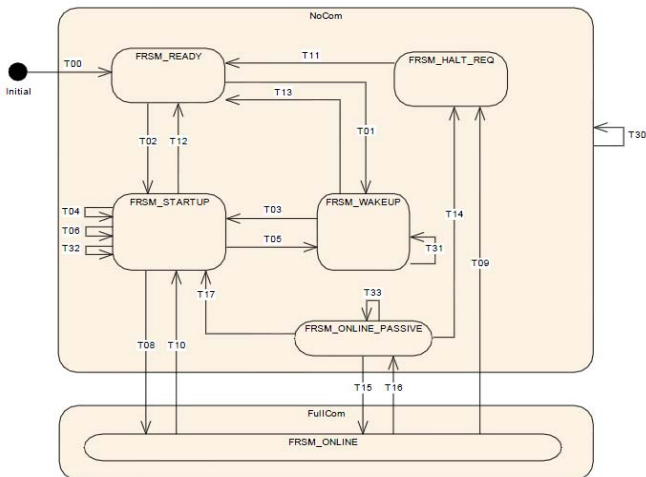 NoCom
FRSM_READY
T11
FRSM_HALT_REQ
T00
T13
Initial
T01
T30
T02
T12
FRSM_STARTUP
FRSM_WAKEUP
T04
T03
T14
T06
T05
T32
T31
T09
T17
T33
FRSM_ONLINE_PASSIVE
T08
T10
T15
T16
FullCom
FRSM_ONLINE